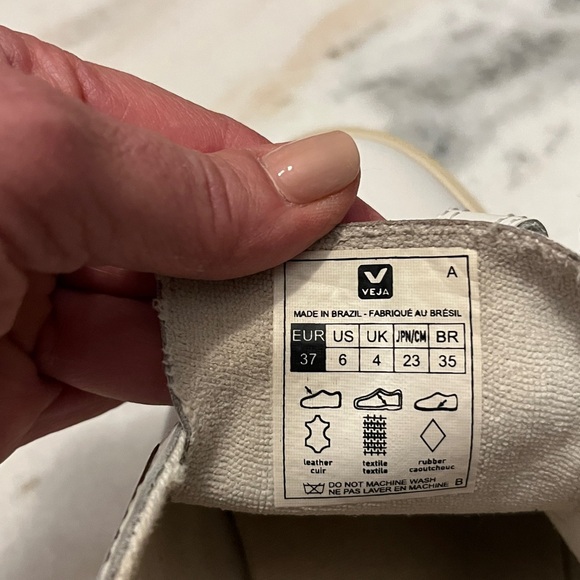 A
V
VEJA
MADE IN BRAZIL - FABRIQUÉ AU BRÉSIL
EUR US UK JPN/CM BR
37 6 4 23 35
leather textile rubber
cuir textile caoutchouc
DO NOT MACHINE WASH
NE PAS LAVER EN MACHINE B